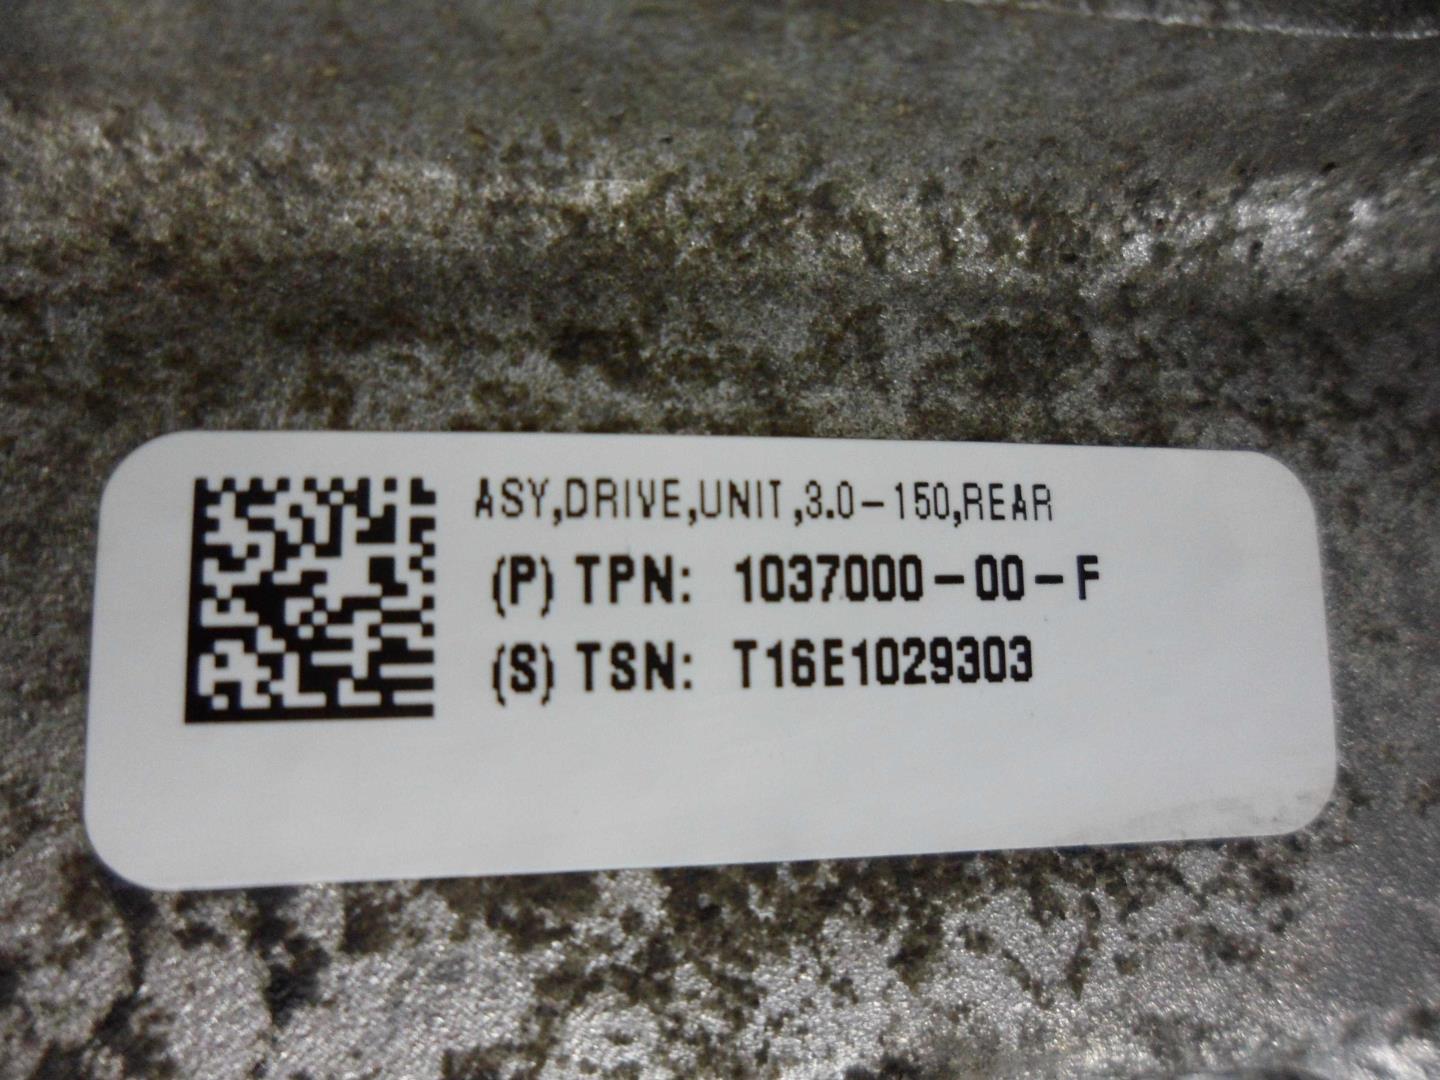 ASY,DRIVE,UNIT,3.0-150,REAR
(P) TPN: 1037000-00-F
(S) TSN: T16E1029303